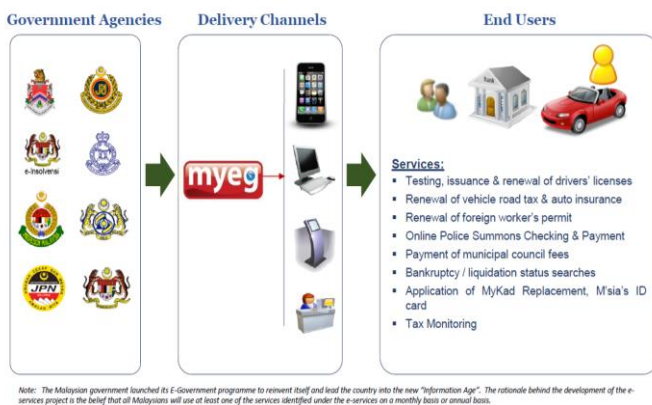 Government Agencies
Delivery Channels
End Users
e-Insolvensi
JPN
myeg
Bank
Services:
▪ Testing, issuance & renewal of drivers' licenses
▪ Renewal of vehicle road tax & auto insurance
▪ Renewal of foreign worker's permit
▪ Online Police Summons Checking & Payment
▪ Payment of municipal council fees
▪ Bankruptcy / liquidation status searches
▪ Application of MyKad Replacement, M'sia's ID
card
▪ Tax Monitoring
Note: The Malaysian government launched its E-Government programme to reinvent itself and lead the country into the new "Information Age". The rationale behind the development of the e-
services project is the belief that all Malaysians will use at least one of the services identified under the e-services on a monthly basis or annual basis.